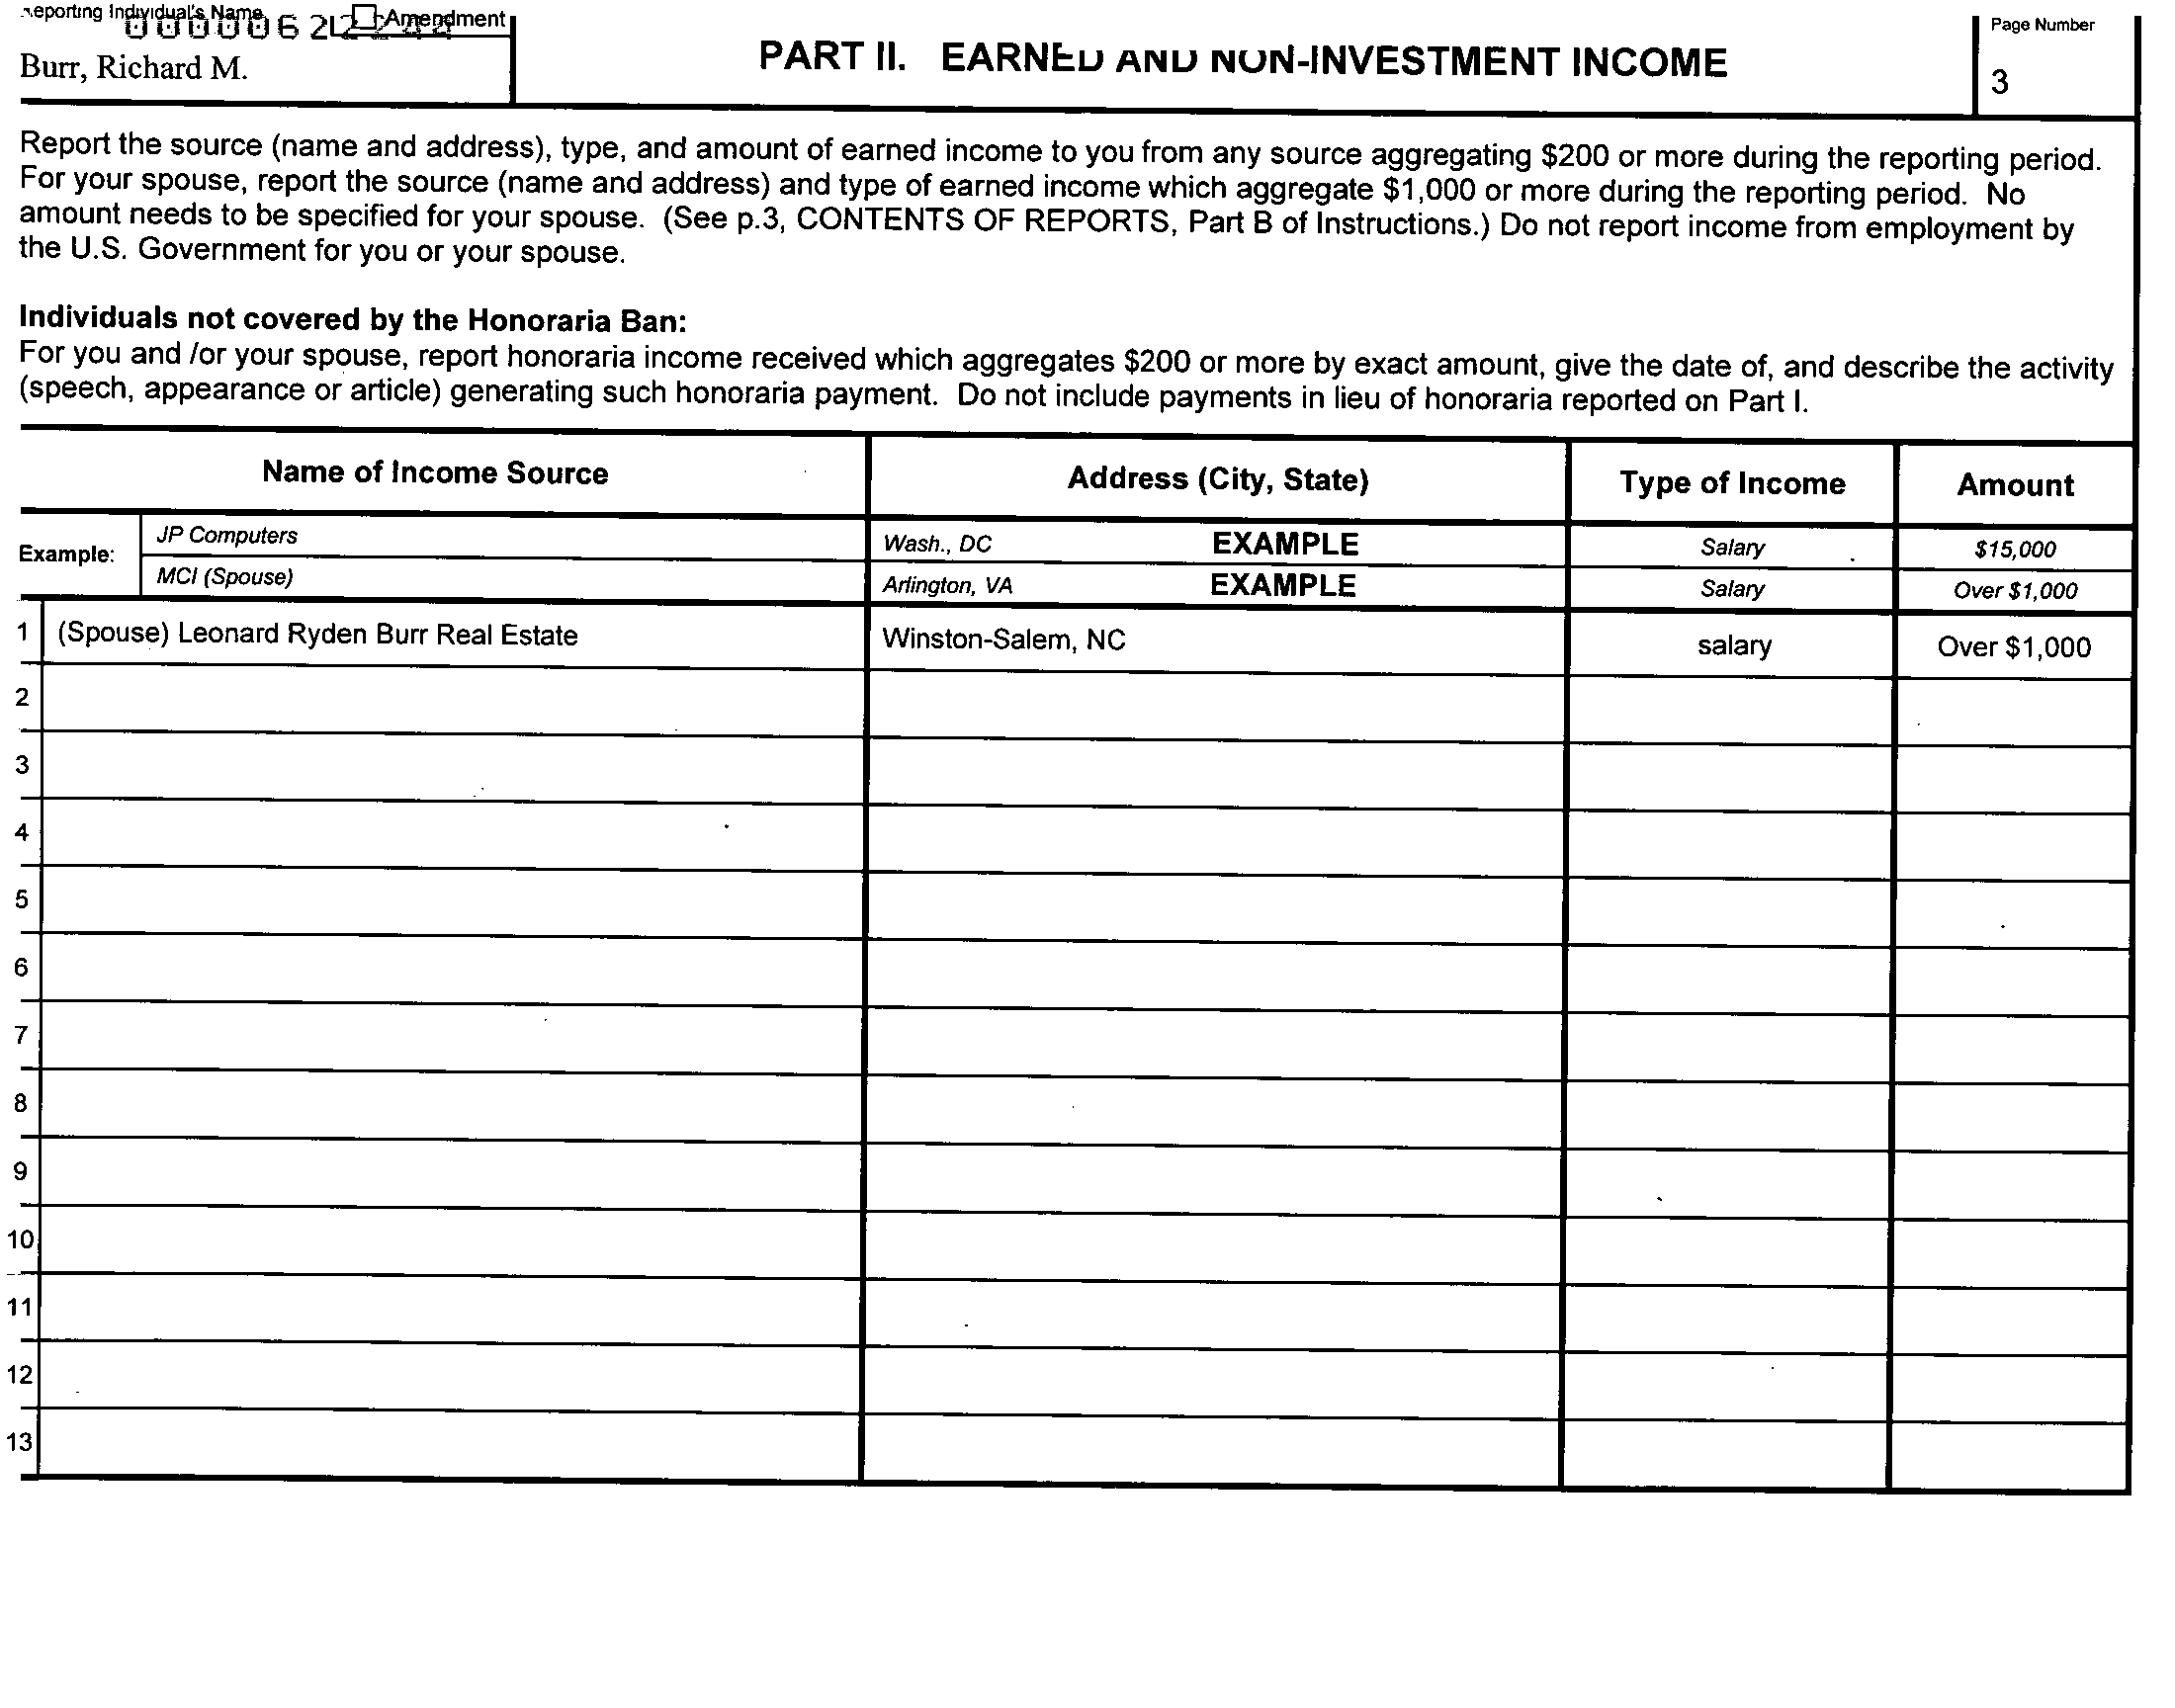 Reporting Individual's Name Amendment
Burr, Richard M.
PART II. EARNED AND NON-INVESTMENT INCOME
Page Number
3
Report the source (name and address), type, and amount of earned income to you from any source aggregating $200 or more during the reporting period.
For your spouse, report the source (name and address) and type of earned income which aggregate $1,000 or more during the reporting period. No
amount needs to be specified for your spouse. (See p.3, CONTENTS OF REPORTS, Part B of Instructions.) Do not report income from employment by
the U.S. Government for you or your spouse.
Individuals not covered by the Honoraria Ban:
For you and /or your spouse, report honoraria income received which aggregates $200 or more by exact amount, give the date of, and describe the activity
(speech, appearance or article) generating such honoraria payment. Do not include payments in lieu of honoraria reported on Part I.
Name of Income Source Address (City, State) Type of Income Amount
Example: JP Computers Wash., DC EXAMPLE Salary $15,000
MCI (Spouse) Arlington, VA EXAMPLE Salary Over $1,000
1 (Spouse) Leonard Ryden Burr Real Estate Winston-Salem, NC salary Over $1,000
2
3
4
5
6
7
8
9
10
11
12
13